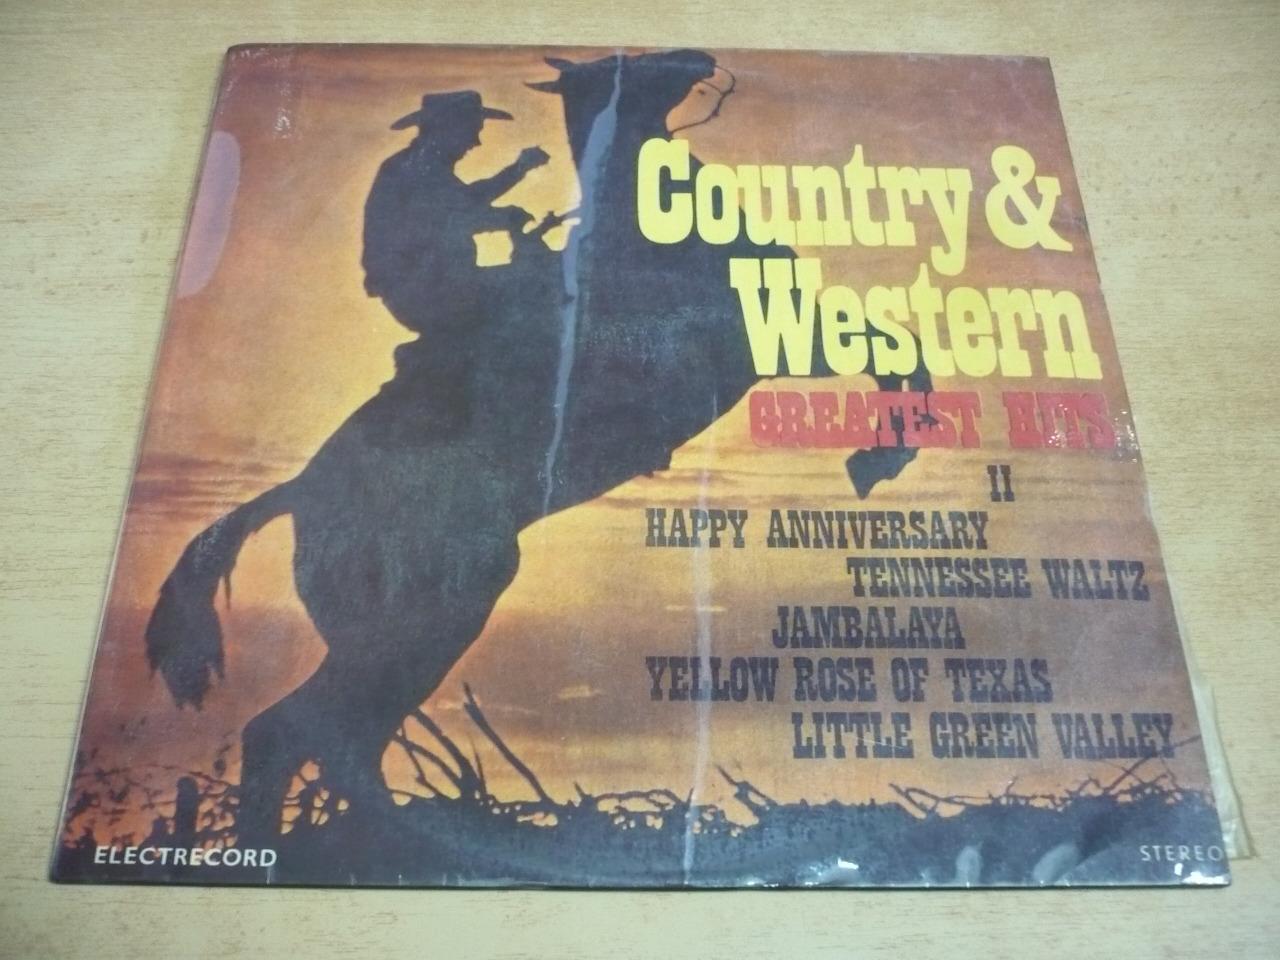 Country &
Western
GREATEST HITS
II
HAPPY ANNIVERSARY
TENNESSEE WALTZ
JAMBALAYA
YELLOW ROSE OF TEXAS
LITTLE GREEN VALLEY
ELECTRECORD
STEREO